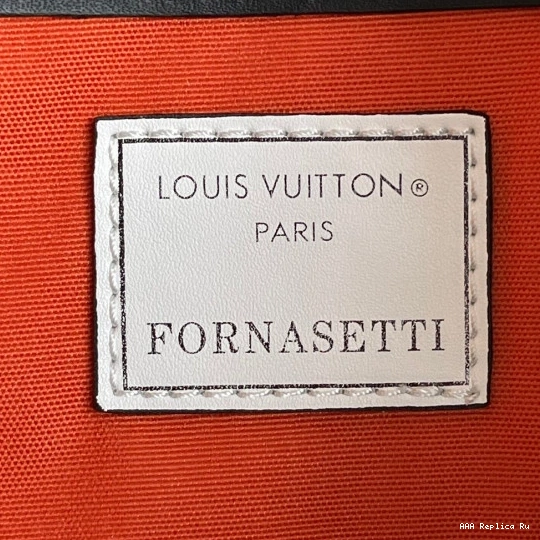 LOUIS VUITTON®
PARIS
FORNASETTI
AAA Replica Ru